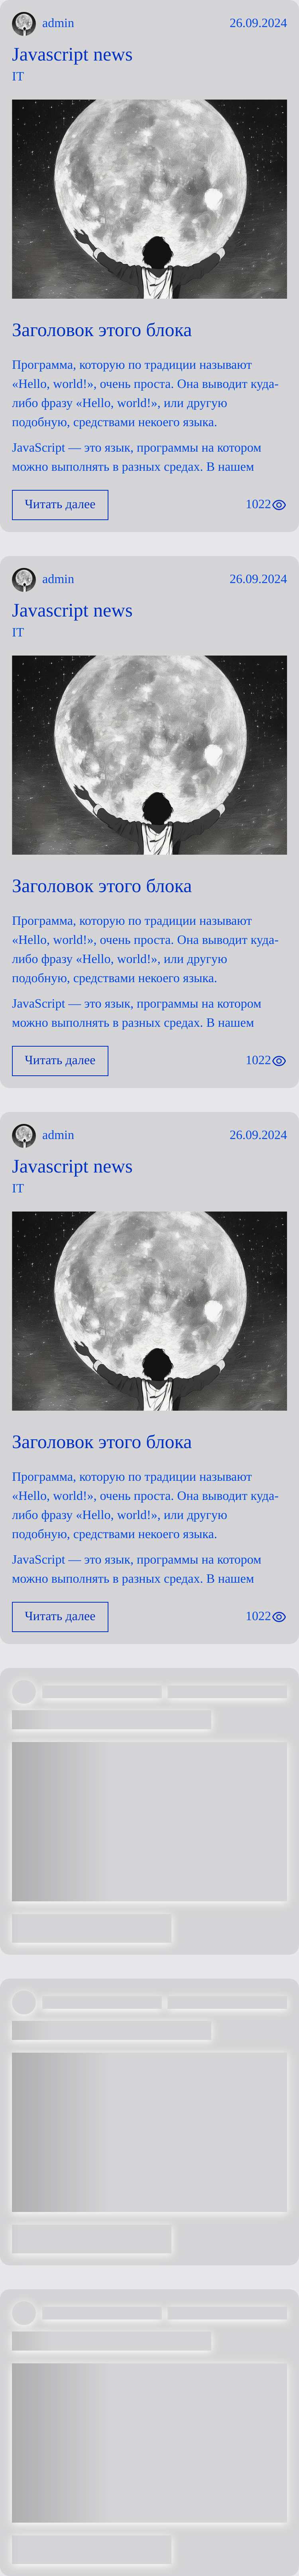 admin 26.09.2024
Javascript news
IT
Заголовок этого блока
Программа, которую по традиции называют
«Hello, world!», очень проста. Она выводит куда-
либо фразу «Hello, world!», или другую
подобную, средствами некоего языка.
JavaScript — это язык, программы на котором
можно выполнять в разных средах. В нашем
Читать далее 1022
admin 26.09.2024
Javascript news
IT
Заголовок этого блока
Программа, которую по традиции называют
«Hello, world!», очень проста. Она выводит куда-
либо фразу «Hello, world!», или другую
подобную, средствами некоего языка.
JavaScript — это язык, программы на котором
можно выполнять в разных средах. В нашем
Читать далее 1022
admin 26.09.2024
Javascript news
IT
Заголовок этого блока
Программа, которую по традиции называют
«Hello, world!», очень проста. Она выводит куда-
либо фразу «Hello, world!», или другую
подобную, средствами некоего языка.
JavaScript — это язык, программы на котором
можно выполнять в разных средах. В нашем
Читать далее 1022